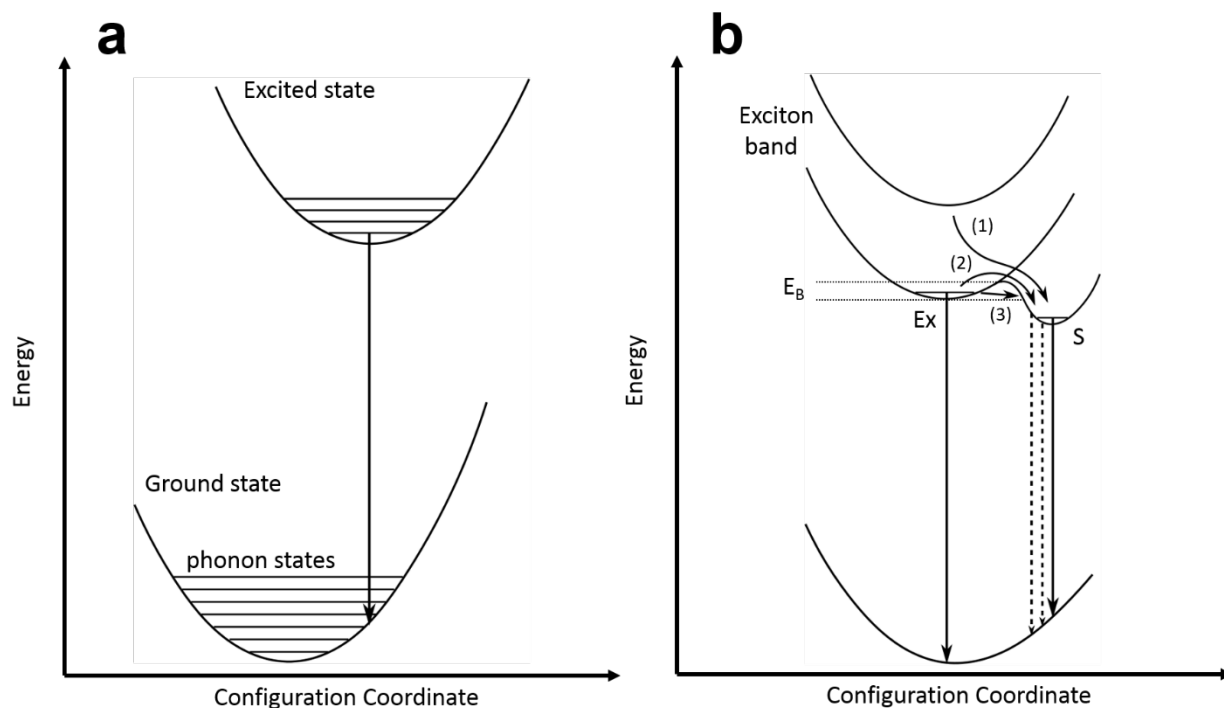 a
Excited state
Ground state
phonon states
Energy
Configuration Coordinate
b
Exciton
band
(1)
(2)
E_B
(3)
Ex
S
Energy
Configuration Coordinate